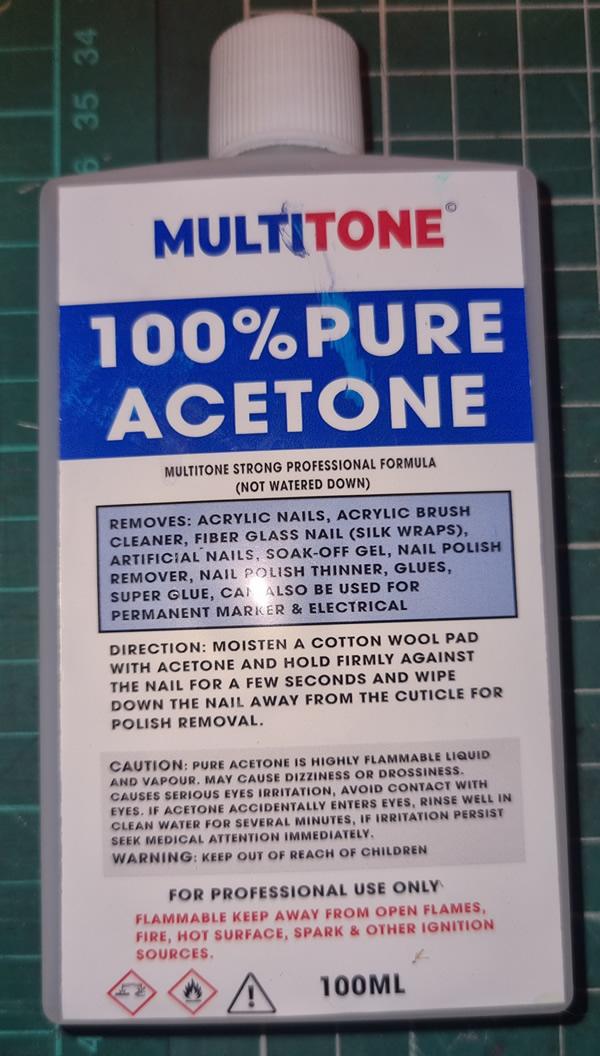 34
35
6
MULTITONE©
100% PURE
ACETONE
MULTITONE STRONG PROFESSIONAL FORMULA
(NOT WATERED DOWN)
REMOVES: ACRYLIC NAILS, ACRYLIC BRUSH
CLEANER, FIBER GLASS NAIL (SILK WRAPS),
ARTIFICIAL NAILS, SOAK-OFF GEL, NAIL POLISH
REMOVER, NAIL POLISH THINNER, GLUES,
SUPER GLUE, CAN ALSO BE USED FOR
PERMANENT MARKER & ELECTRICAL
DIRECTION: MOISTEN A COTTON WOOL PAD
WITH ACETONE AND HOLD FIRMLY AGAINST
THE NAIL FOR A FEW SECONDS AND WIPE
DOWN THE NAIL AWAY FROM THE CUTICLE FOR
POLISH REMOVAL.
CAUTION: PURE ACETONE IS HIGHLY FLAMMABLE LIQUID
AND VAPOUR. MAY CAUSE DIZZINESS OR DROSSINESS.
CAUSES SERIOUS EYES IRRITATION, AVOID CONTACT WITH
EYES. IF ACETONE ACCIDENTALLY ENTERS EYES, RINSE WELL IN
CLEAN WATER FOR SEVERAL MINUTES, IF IRRITATION PERSIST
SEEK MEDICAL ATTENTION IMMEDIATELY.
WARNING: KEEP OUT OF REACH OF CHILDREN
FOR PROFESSIONAL USE ONLY
FLAMMABLE KEEP AWAY FROM OPEN FLAMES,
FIRE, HOT SURFACE, SPARK & OTHER IGNITION
SOURCES.
100ML